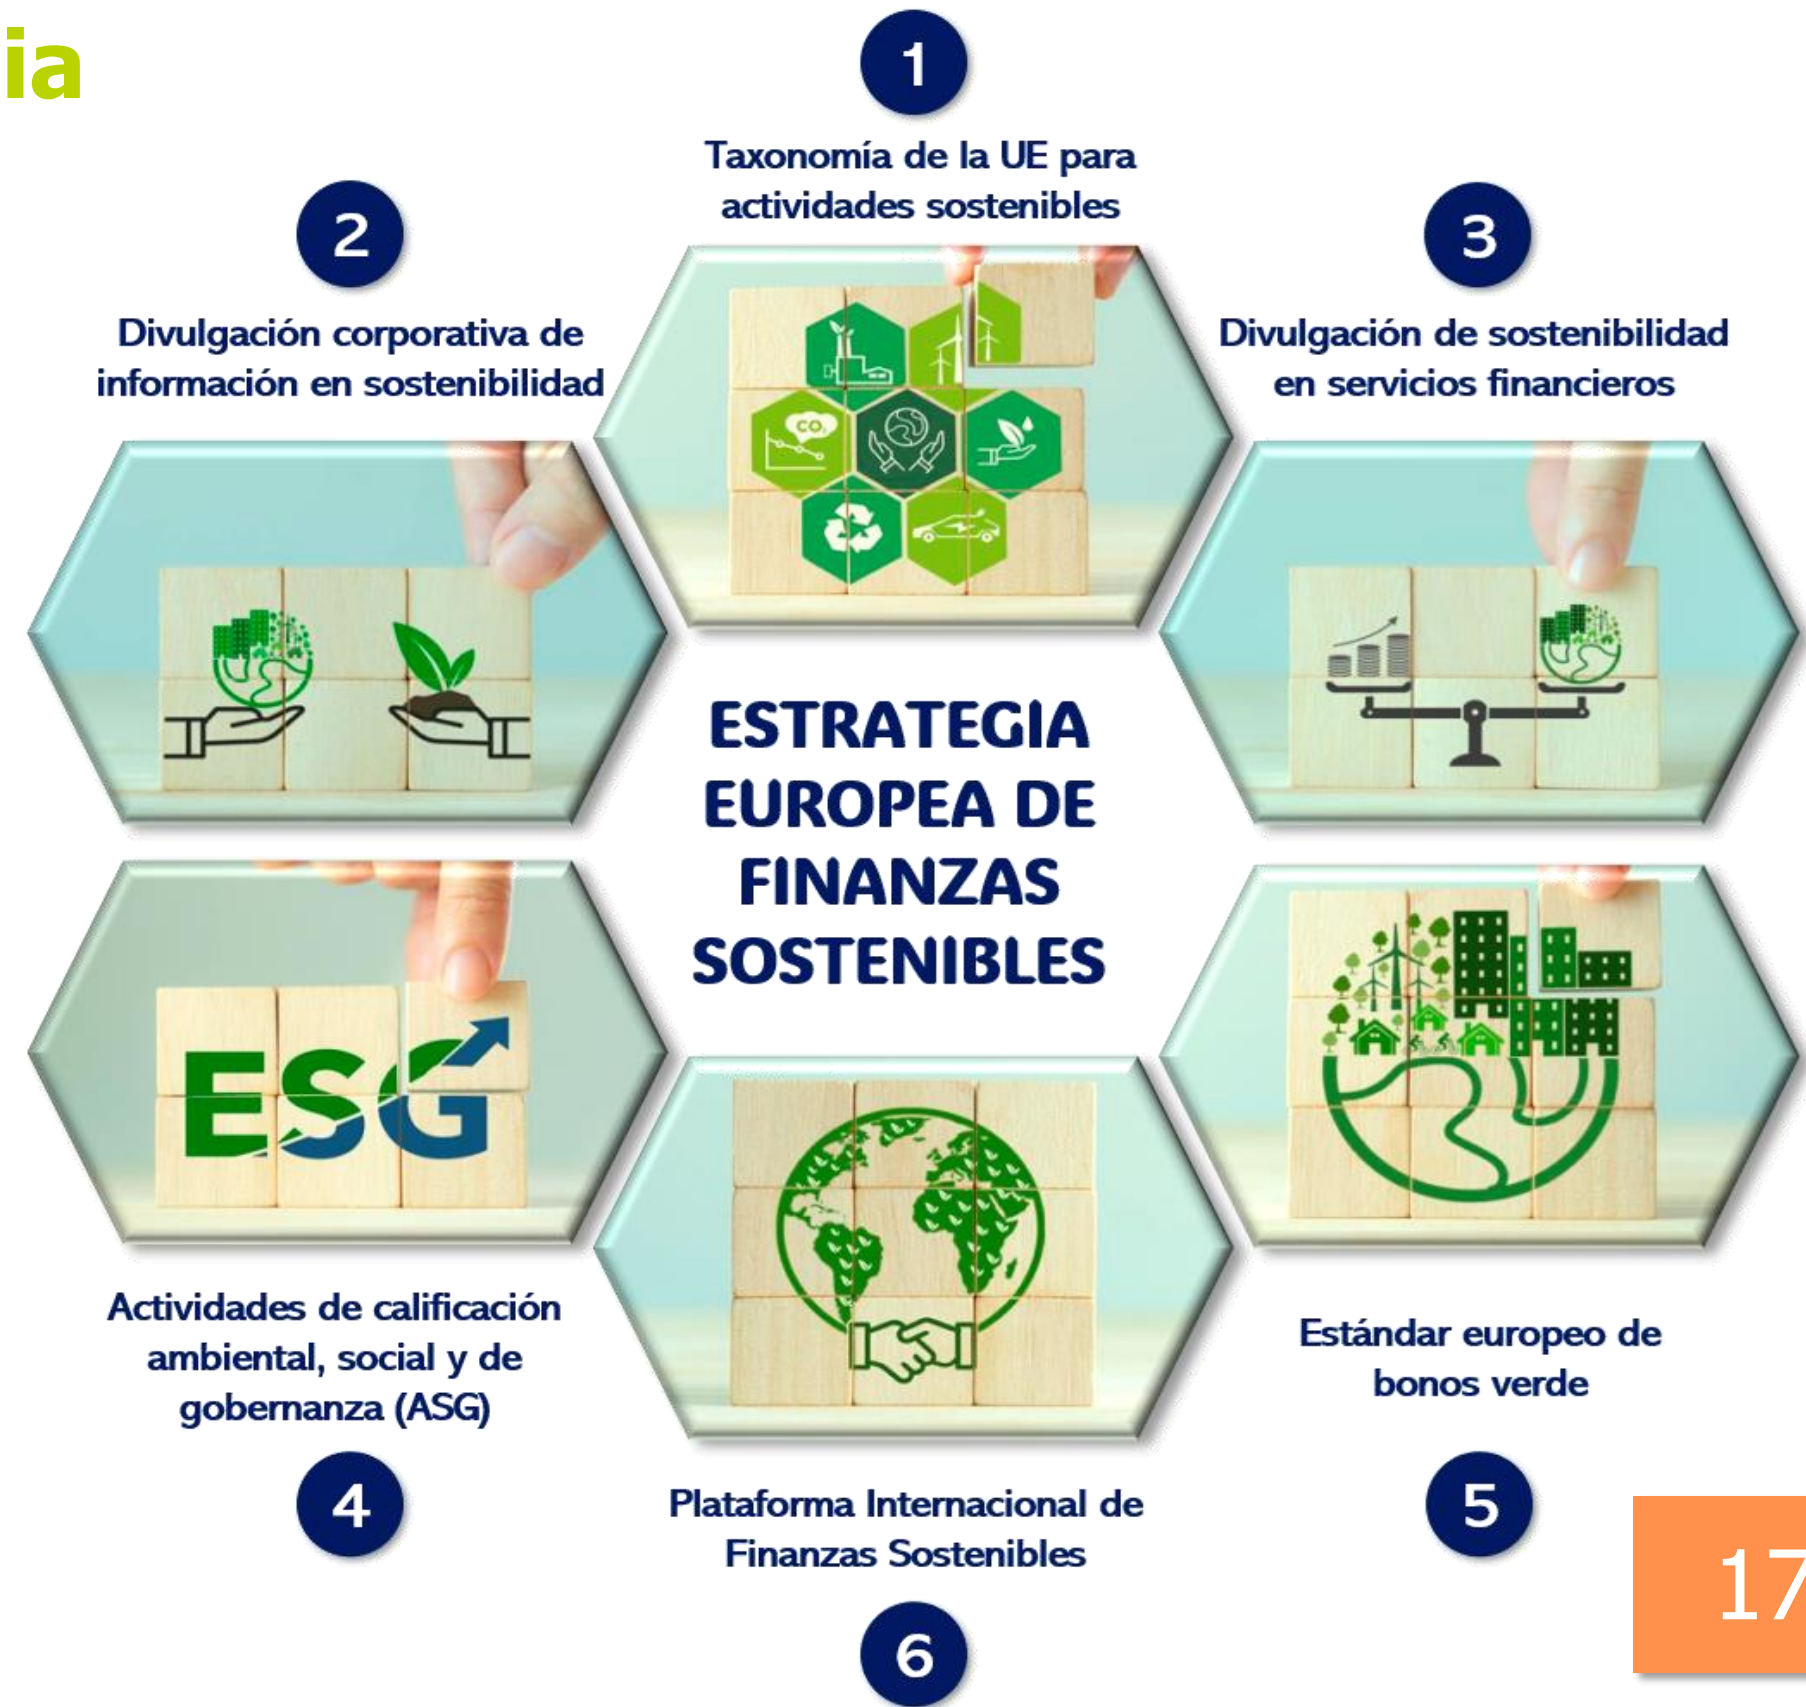 ia
1
Taxonomía de la UE para
actividades sostenibles
2
Divulgación corporativa de
información en sostenibilidad
3
Divulgación de sostenibilidad
en servicios financieros
CO₂
ESTRATEGIA
EUROPEA DE
FINANZAS
SOSTENIBLES
ESG
Actividades de calificación
ambiental, social y de
gobernanza (ASG)
4
Estándar europeo de
bonos verde
5
Plataforma Internacional de
Finanzas Sostenibles
6
17